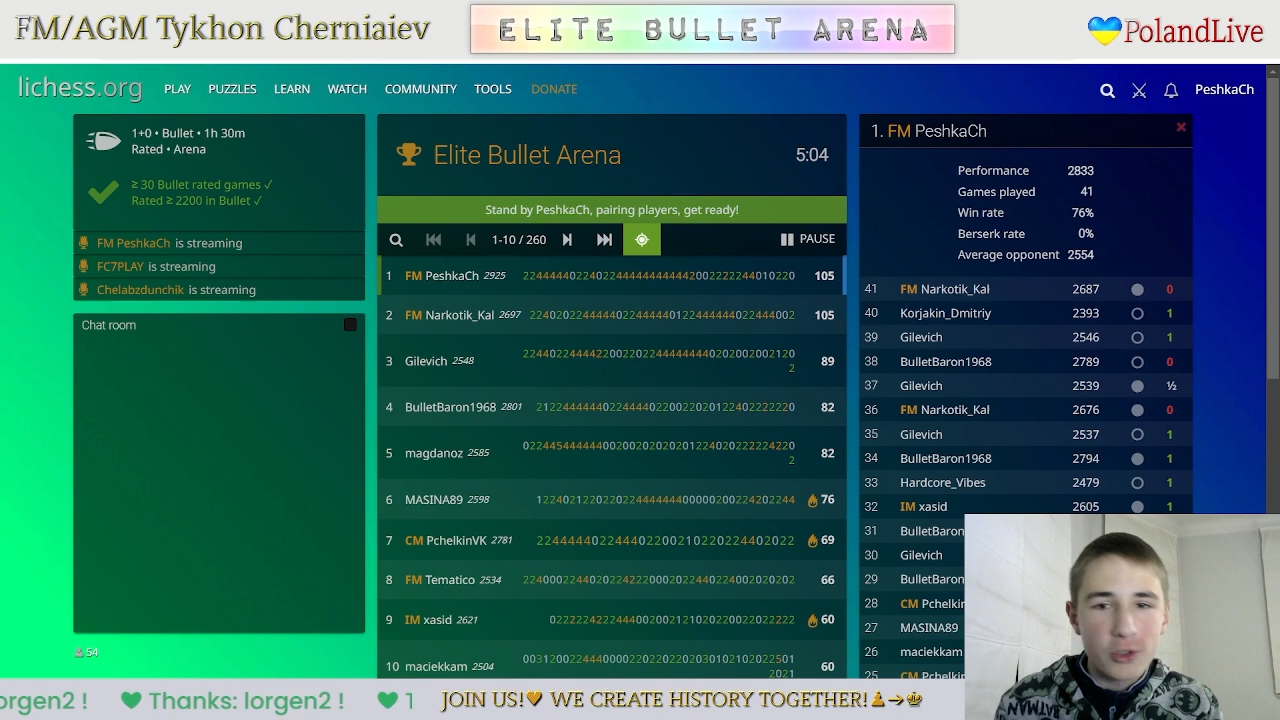 FM/AGM Tykhon Cherniaiev
ELITE BULLET ARENA
PolandLive
lichess.org
PLAY
PUZZLES
LEARN
WATCH
COMMUNITY
TOOLS
DONATE
PeshkaCh
1+0 • Bullet • 1h 30m
Rated • Arena
≥ 30 Bullet rated games ✓
Rated ≥ 2200 in Bullet ✓
FM PeshkaCh is streaming
FC7PLAY is streaming
Chelabzdunchik is streaming
Chat room
54
Elite Bullet Arena
5:04
Stand by PeshkaCh, pairing players, get ready!
1-10 / 260
PAUSE
1 FM PeshkaCh 2925 105
2 FM Narkotik_Kal 2697 105
3 Gilevich 2548 89
4 BulletBaron1968 2801 82
5 magdanoz 2585 82
6 MASINA89 2598 76
7 CM PchelkinVK 2781 69
8 FM Tematico 2534 66
9 IM xasid 2621 60
10 maciekkam 2504 60
1. FM PeshkaCh
Performance 2833
Games played 41
Win rate 76%
Berserk rate 0%
Average opponent 2554
41 FM Narkotik_Kal 2687 0
40 Korjakin_Dmitriy 2393 1
39 Gilevich 2546 1
38 BulletBaron1968 2789 0
37 Gilevich 2539 ½
36 FM Narkotik_Kal 2676 0
35 Gilevich 2537 1
34 BulletBaron1968 2794 1
33 Hardcore_Vibes 2479 1
32 IM xasid 2605 1
31 BulletBaron
30 Gilevich
29 BulletBaron
28 CM Pchelkin
27 MASINA89
26 maciekkam
25 CM Pchelkin
BATMAN
orgen2 !
Thanks: lorgen2 !
JOIN US! WE CREATE HISTORY TOGETHER!